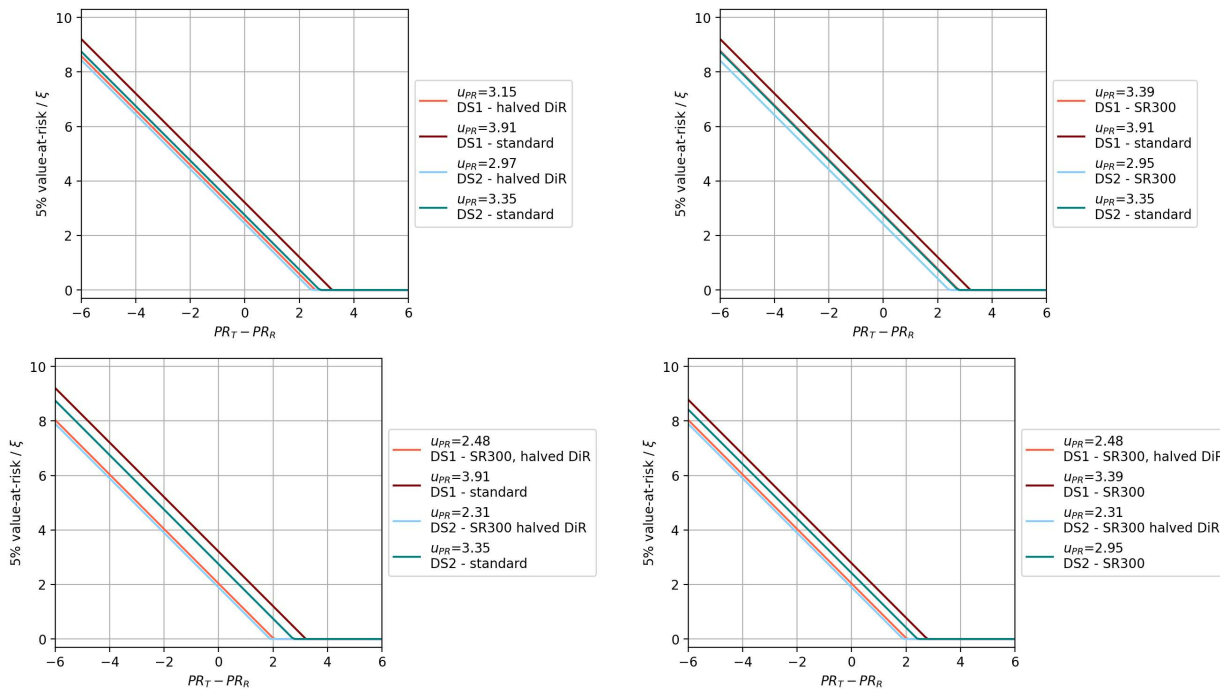 10
8
6
4
2
0
5% value-at-risk / ξ
−6 −4 −2 0 2 4 6
PR_T − PR_R
u_PR=3.15
DS1 - halved DiR
u_PR=3.91
DS1 - standard
u_PR=2.97
DS2 - halved DiR
u_PR=3.35
DS2 - standard
10
8
6
4
2
0
5% value-at-risk / ξ
−6 −4 −2 0 2 4 6
PR_T − PR_R
u_PR=3.39
DS1 - SR300
u_PR=3.91
DS1 - standard
u_PR=2.95
DS2 - SR300
u_PR=3.35
DS2 - standard
10
8
6
4
2
0
5% value-at-risk / ξ
−6 −4 −2 0 2 4 6
PR_T − PR_R
u_PR=2.48
DS1 - SR300, halved DiR
u_PR=3.91
DS1 - standard
u_PR=2.31
DS2 - SR300 halved DiR
u_PR=3.35
DS2 - standard
10
8
6
4
2
0
5% value-at-risk / ξ
−6 −4 −2 0 2 4 6
PR_T − PR_R
u_PR=2.48
DS1 - SR300, halved DiR
u_PR=3.39
DS1 - SR300
u_PR=2.31
DS2 - SR300 halved DiR
u_PR=2.95
DS2 - SR300